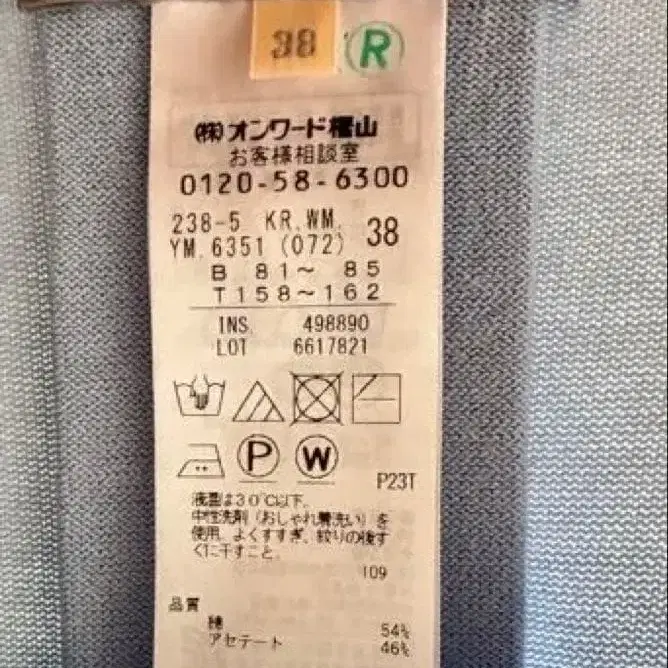 38 R
(株)オンワード樫山
お客様相談室
0120-58-6300
238-5 KR.WM.
YM.6351(072) 38
B 81～85
T158～162
INS. 498890
LOT 6617821
P W
P23T
液温は30℃以下、
中性洗剤（おしゃれ着洗い）を
使用。よくすすぎ、絞りの後す
ぐに干すこと。
109
品質
綿 54%
アセテート 46%